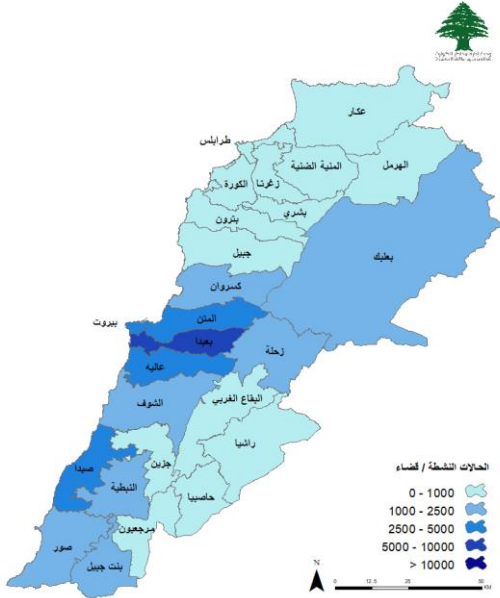 عكار
طرابلس
المنية الضنية
الهرمل
زغرتا
الكورة
بشري
بترون
جبيل
بعلبك
كسروان
المتن
بيروت
بعبدا
زحلة
عاليه
الشوف
البقاع الغربي
راشيا
صيدا
جزين
النبطية
حاصبيا
مرجعيون
صور
بنت جبيل
الحالات النشطة / قضاء
0 - 1000
1000 - 2500
2500 - 5000
5000 - 10000
> 10000
N
0 12.5 25 50
KM